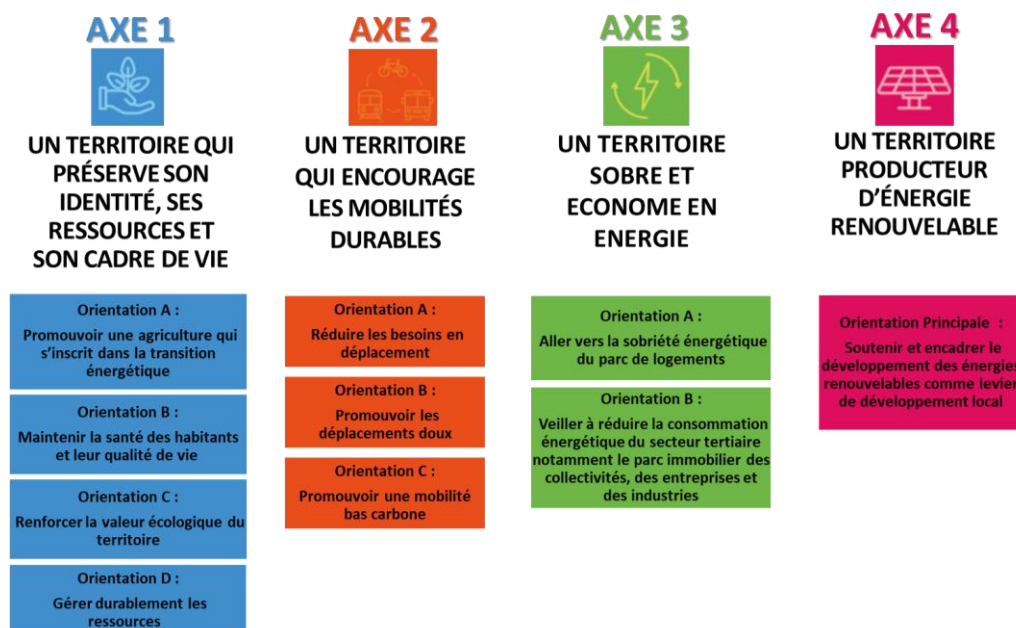 AXE 1
UN TERRITOIRE QUI
PRÉSERVE SON
IDENTITÉ, SES
RESSOURCES ET
SON CADRE DE VIE
Orientation A :
Promouvoir une agriculture qui
s'inscrit dans la transition
énergétique
Orientation B :
Maintenir la santé des habitants
et leur qualité de vie
Orientation C :
Renforcer la valeur écologique du
territoire
Orientation D :
Gérer durablement les
ressources
AXE 2
UN TERRITOIRE
QUI ENCOURAGE
LES MOBILITÉS
DURABLES
Orientation A :
Réduire les besoins en
déplacement
Orientation B :
Promouvoir les
déplacements doux
Orientation C :
Promouvoir une mobilité
bas carbone
AXE 3
UN TERRITOIRE
SOBRE ET
ECONOME EN
ENERGIE
Orientation A :
Aller vers la sobriété énergétique
du parc de logements
Orientation B :
Veiller à réduire la consommation
énergétique du secteur tertiaire
notamment le parc immobilier des
collectivités, des entreprises et
des industries
AXE 4
UN TERRITOIRE
PRODUCTEUR
D'ÉNERGIE
RENOUVELABLE
Orientation Principale :
Soutenir et encadrer le
développement des énergies
renouvelables comme levier
de développement local